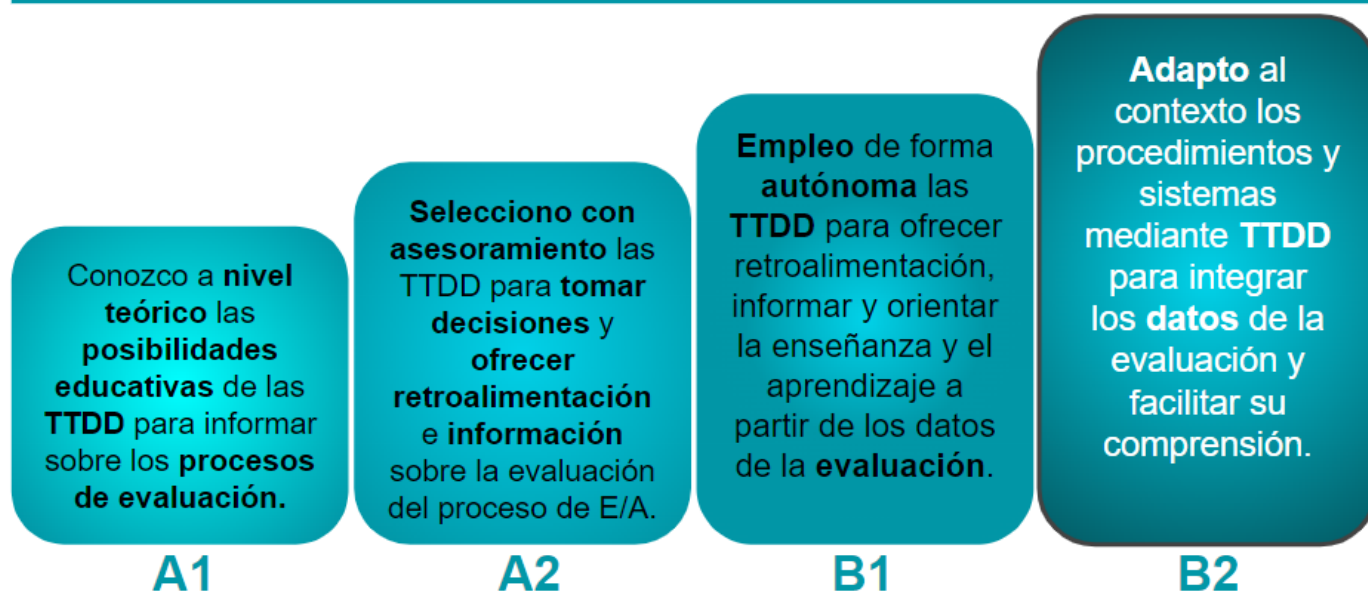 Conozco a nivel
teórico las
posibilidades
educativas de las
TTDD para informar
sobre los procesos
de evaluación.
A1
Selecciono con
asesoramiento las
TTDD para tomar
decisiones y
ofrecer
retroalimentación
e información
sobre la evaluación
del proceso de E/A.
A2
Empleo de forma
autónoma las
TTDD para ofrecer
retroalimentación,
informar y orientar
la enseñanza y el
aprendizaje a
partir de los datos
de la evaluación.
B1
Adapto al
contexto los
procedimientos y
sistemas
mediante TTDD
para integrar
los datos de la
evaluación y
facilitar su
comprensión.
B2